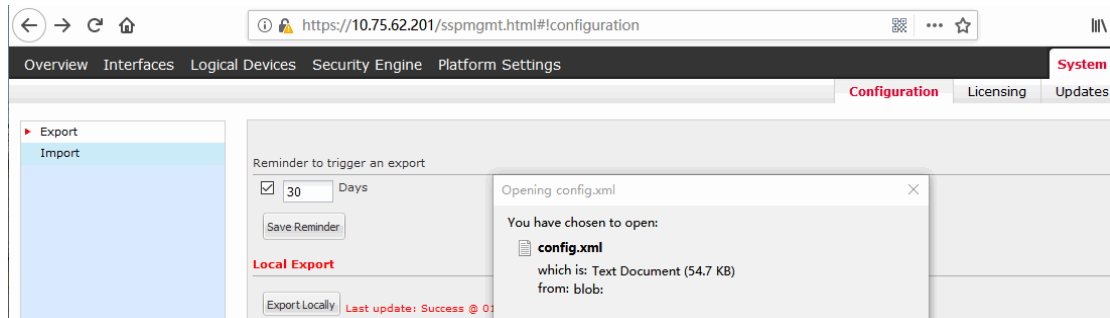 https://10.75.62.201/sspmgmt.html#!configuration
Overview Interfaces Logical Devices Security Engine Platform Settings System
Configuration Licensing Updates
Export
Import
Reminder to trigger an export
30 Days
Save Reminder
Local Export
Export Locally Last update: Success @ 01
Opening config.xml
You have chosen to open:
config.xml
which is: Text Document (54.7 KB)
from: blob: